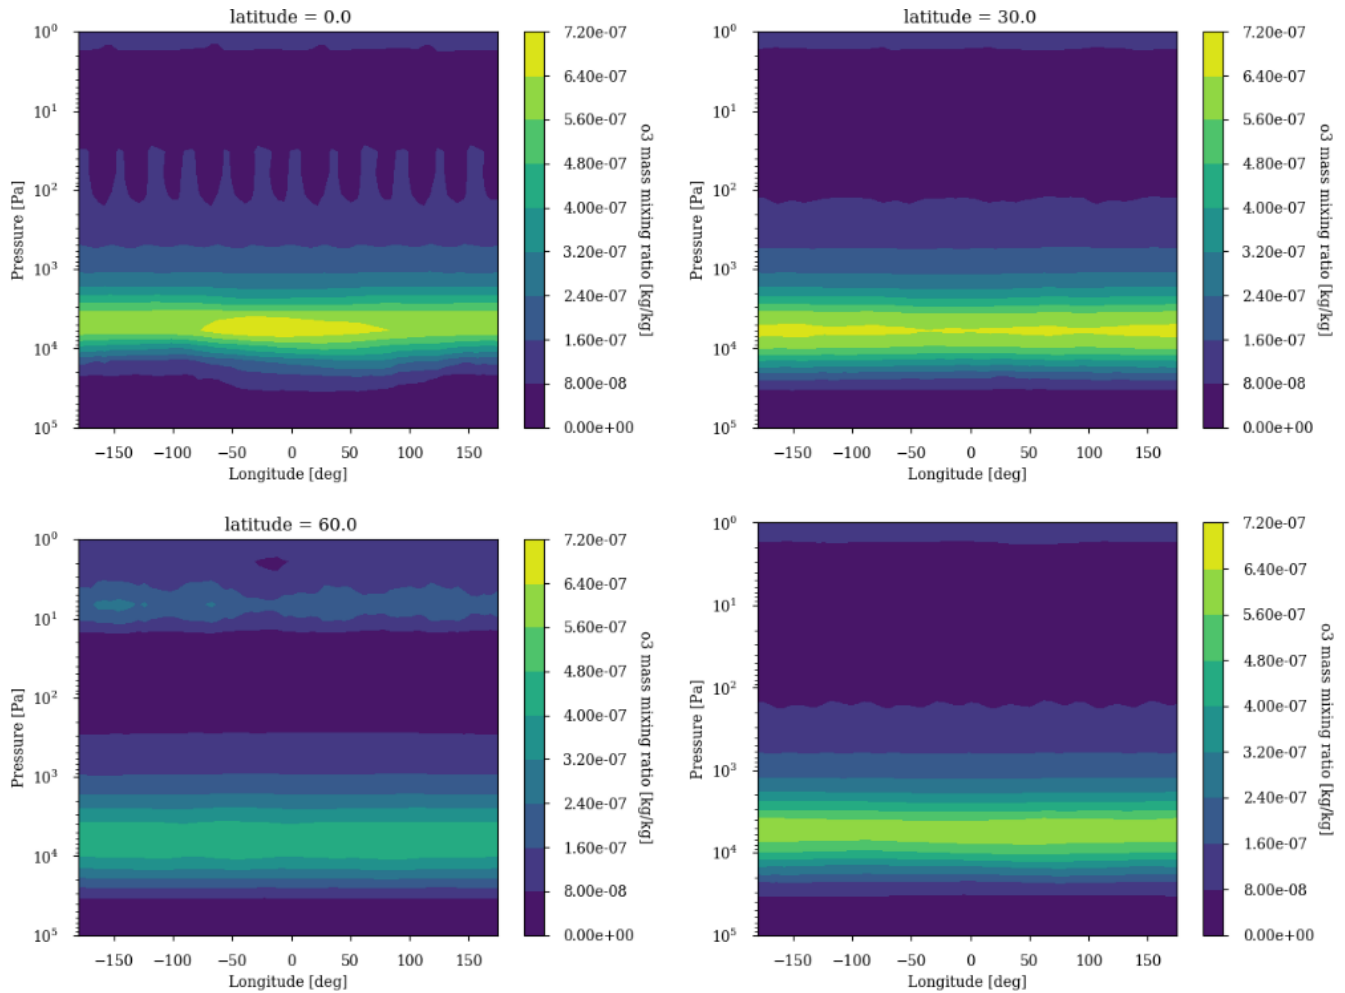 latitude = 0.0
10⁰
10¹
10²
10³
10⁴
10⁵
Pressure [Pa]
−150 −100 −50 0 50 100 150
Longitude [deg]
7.20e-07
6.40e-07
5.60e-07
4.80e-07
4.00e-07
3.20e-07
2.40e-07
1.60e-07
8.00e-08
0.00e+00
o3 mass mixing ratio [kg/kg]
latitude = 30.0
10⁰
10¹
10²
10³
10⁴
10⁵
Pressure [Pa]
−150 −100 −50 0 50 100 150
Longitude [deg]
7.20e-07
6.40e-07
5.60e-07
4.80e-07
4.00e-07
3.20e-07
2.40e-07
1.60e-07
8.00e-08
0.00e+00
o3 mass mixing ratio [kg/kg]
latitude = 60.0
10⁰
10¹
10²
10³
10⁴
10⁵
Pressure [Pa]
−150 −100 −50 0 50 100 150
Longitude [deg]
7.20e-07
6.40e-07
5.60e-07
4.80e-07
4.00e-07
3.20e-07
2.40e-07
1.60e-07
8.00e-08
0.00e+00
o3 mass mixing ratio [kg/kg]
10⁰
10¹
10²
10³
10⁴
10⁵
Pressure [Pa]
−150 −100 −50 0 50 100 150
Longitude [deg]
7.20e-07
6.40e-07
5.60e-07
4.80e-07
4.00e-07
3.20e-07
2.40e-07
1.60e-07
8.00e-08
0.00e+00
o3 mass mixing ratio [kg/kg]